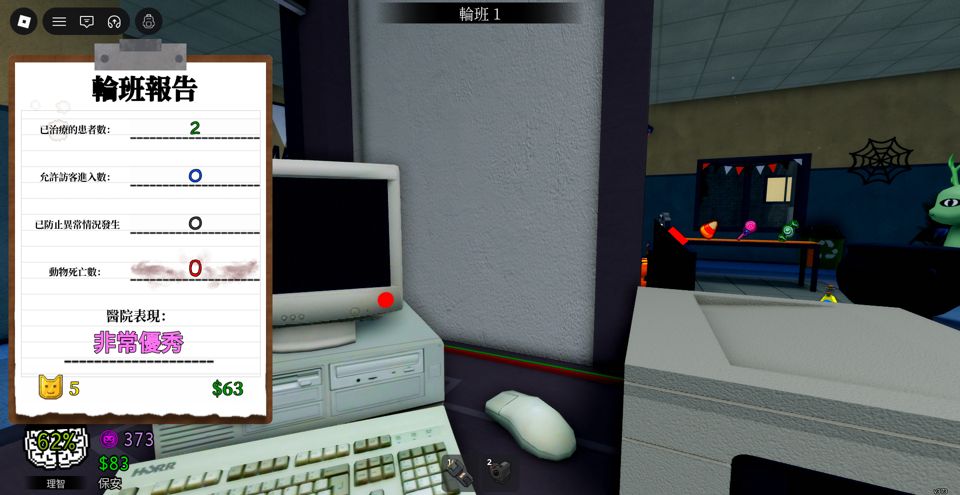 輪班 1
輪班報告
已治療的患者數: 2
允許訪客進入數: 0
已防止異常情況發生 0
動物死亡數: 0
醫院表現:
非常優秀
5 $63
62% 373
$83
理智 保安
1 2
HORR